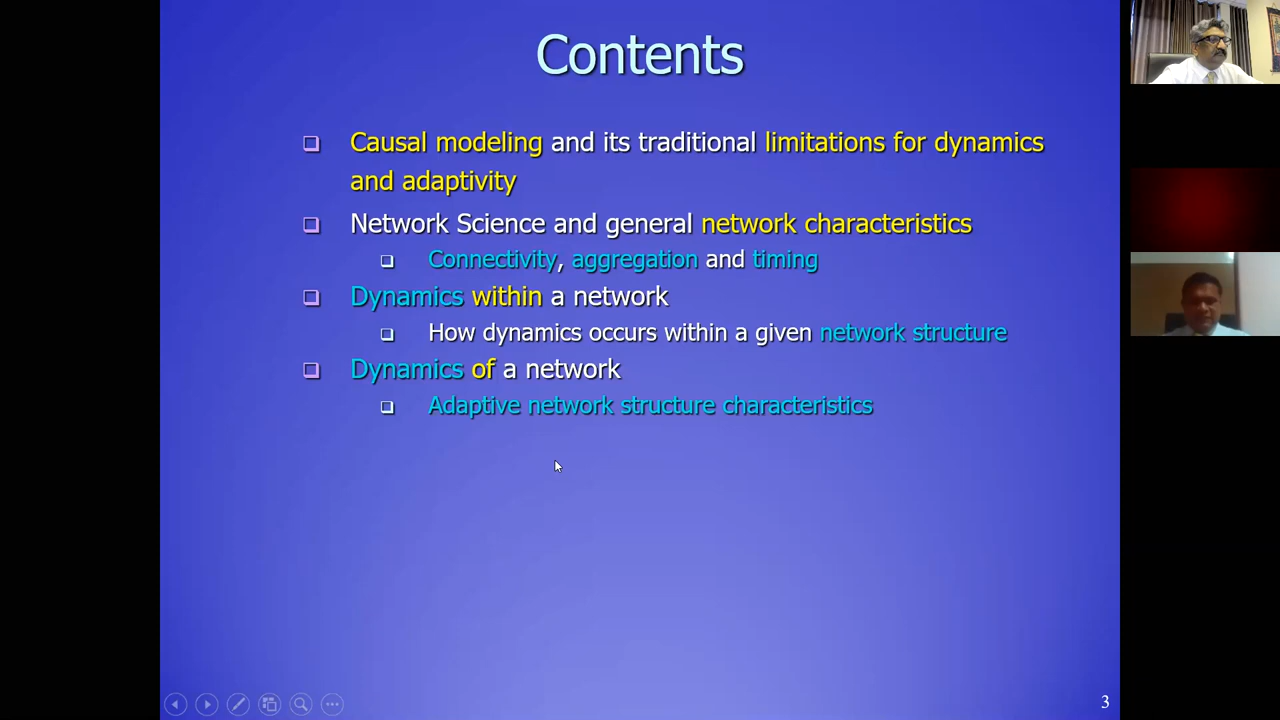 Contents
Causal modeling and its traditional limitations for dynamics
and adaptivity
Network Science and general network characteristics
Connectivity, aggregation and timing
Dynamics within a network
How dynamics occurs within a given network structure
Dynamics of a network
Adaptive network structure characteristics
3